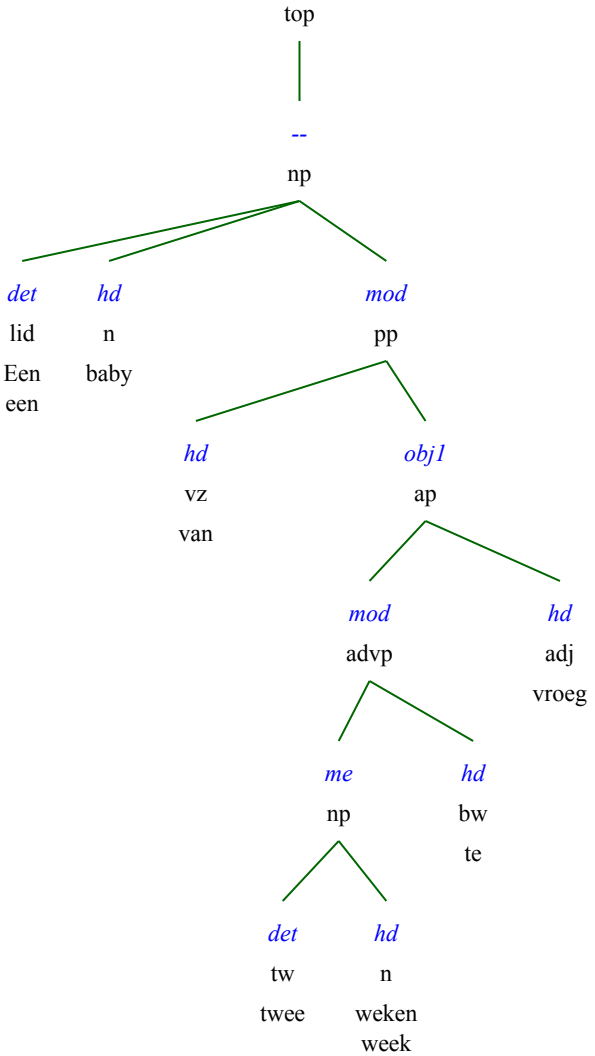 top
--
np
det hd mod
lid n pp
Een baby
een
hd obj1
vz ap
van
mod hd
advp adj
vroeg
me hd
np bw
te
det hd
tw n
twee weken
week